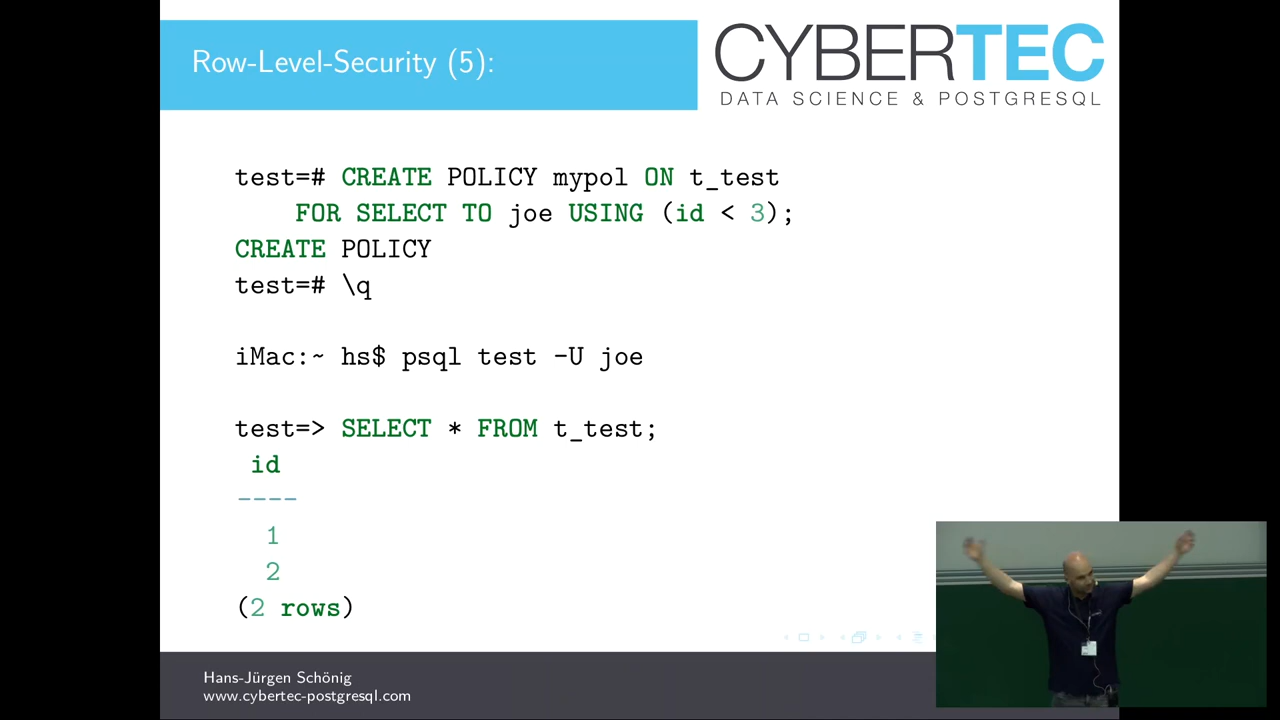 Row-Level-Security (5):
CYBERTEC
DATA SCIENCE & POSTGRESQL
test=# CREATE POLICY mypol ON t_test
FOR SELECT TO joe USING (id < 3);
CREATE POLICY
test=# \q
iMac:~ hs$ psql test -U joe
test=> SELECT * FROM t_test;
id
----
1
2
(2 rows)
Hans-Jürgen Schönig
www.cybertec-postgresql.com